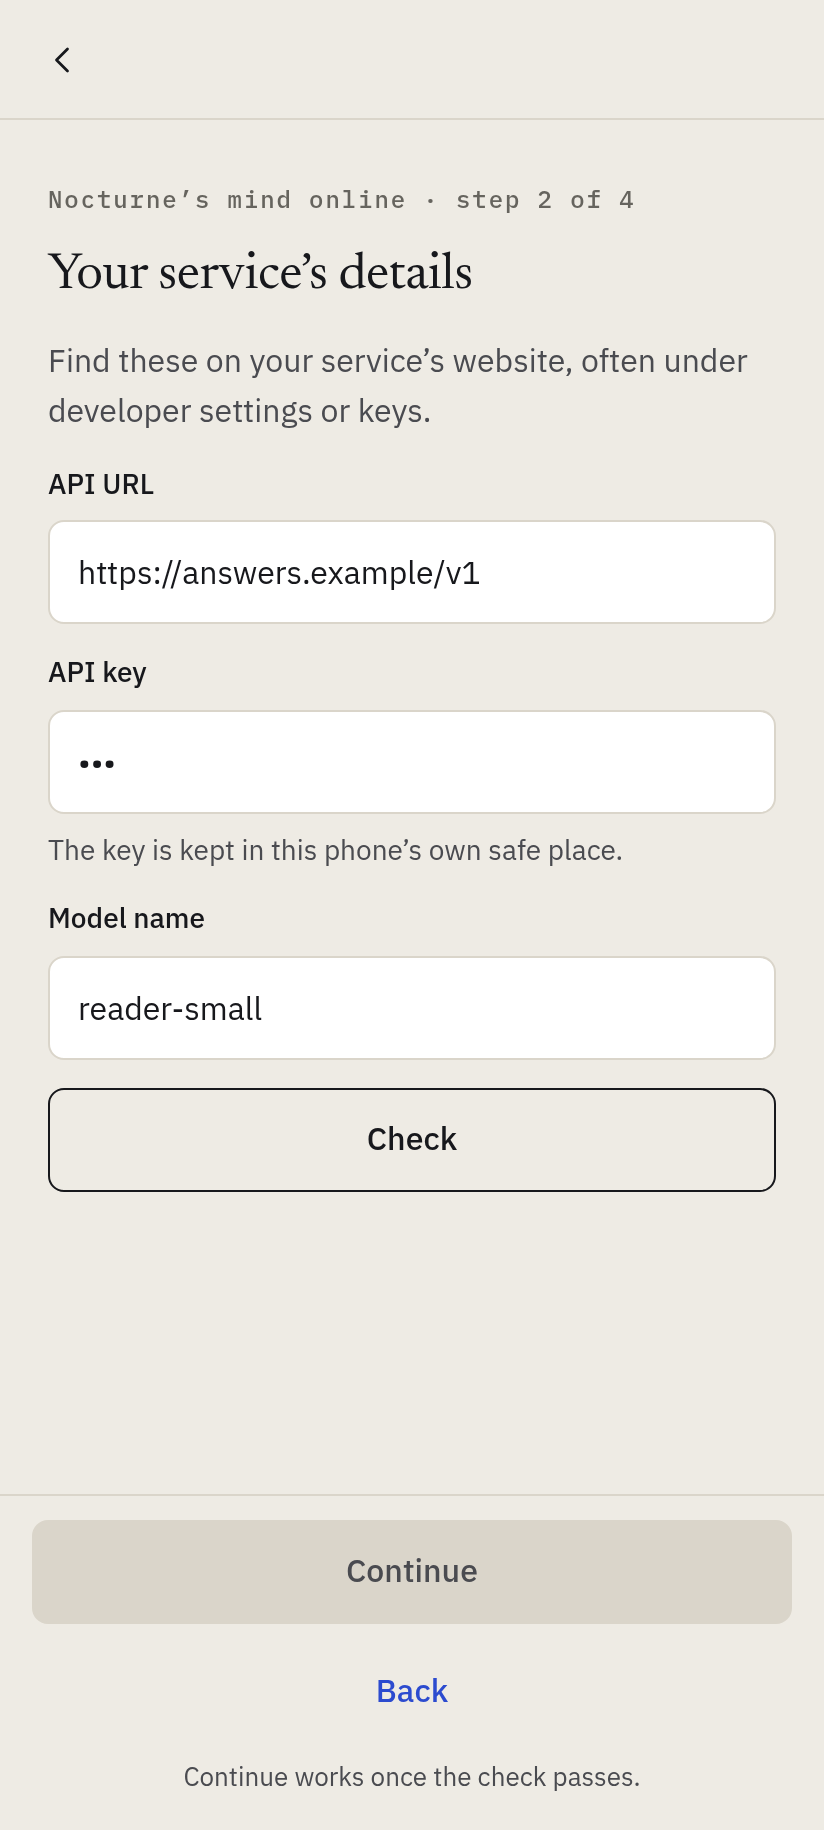 Nocturne’s mind online · step 2 of 4
Your service’s details
Find these on your service’s website, often under
developer settings or keys.
API URL
https://answers.example/v1
API key
•••
The key is kept in this phone’s own safe place.
Model name
reader-small
Check
Continue
Back
Continue works once the check passes.